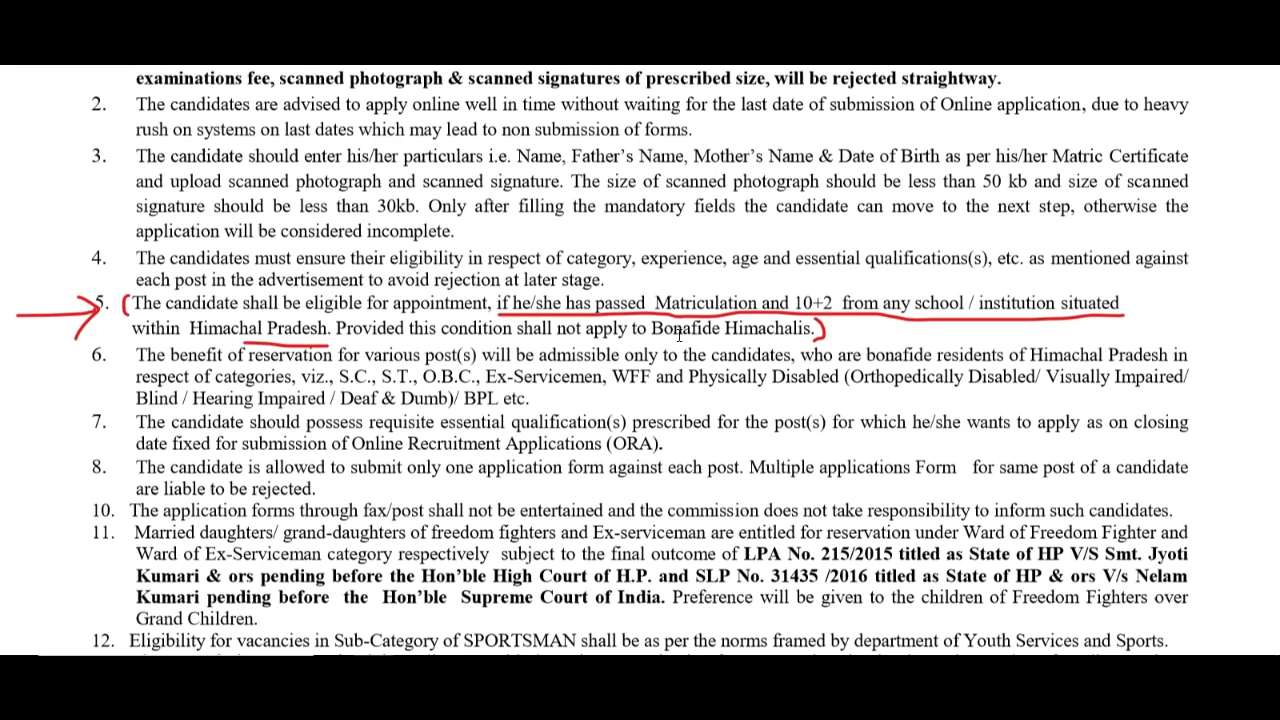 examinations fee, scanned photograph & scanned signatures of prescribed size, will be rejected straightway.
2. The candidates are advised to apply online well in time without waiting for the last date of submission of Online application, due to heavy
rush on systems on last dates which may lead to non submission of forms.
3. The candidate should enter his/her particulars i.e. Name, Father's Name, Mother's Name & Date of Birth as per his/her Matric Certificate
and upload scanned photograph and scanned signature. The size of scanned photograph should be less than 50 kb and size of scanned
signature should be less than 30kb. Only after filling the mandatory fields the candidate can move to the next step, otherwise the
application will be considered incomplete.
4. The candidates must ensure their eligibility in respect of category, experience, age and essential qualifications(s), etc. as mentioned against
each post in the advertisement to avoid rejection at later stage.
5. (The candidate shall be eligible for appointment, if he/she has passed Matriculation and 10+2 from any school / institution situated
within Himachal Pradesh. Provided this condition shall not apply to Bonafide Himachalis.)
6. The benefit of reservation for various post(s) will be admissible only to the candidates, who are bonafide residents of Himachal Pradesh in
respect of categories, viz., S.C., S.T., O.B.C., Ex-Servicemen, WFF and Physically Disabled (Orthopedically Disabled/ Visually Impaired/
Blind / Hearing Impaired / Deaf & Dumb)/ BPL etc.
7. The candidate should possess requisite essential qualification(s) prescribed for the post(s) for which he/she wants to apply as on closing
date fixed for submission of Online Recruitment Applications (ORA).
8. The candidate is allowed to submit only one application form against each post. Multiple applications Form for same post of a candidate
are liable to be rejected.
10. The application forms through fax/post shall not be entertained and the commission does not take responsibility to inform such candidates.
11. Married daughters/ grand-daughters of freedom fighters and Ex-serviceman are entitled for reservation under Ward of Freedom Fighter and
Ward of Ex-Serviceman category respectively subject to the final outcome of LPA No. 215/2015 titled as State of HP V/S Smt. Jyoti
Kumari & ors pending before the Hon'ble High Court of H.P. and SLP No. 31435 /2016 titled as State of HP & ors V/s Nelam
Kumari pending before the Hon'ble Supreme Court of India. Preference will be given to the children of Freedom Fighters over
Grand Children.
12. Eligibility for vacancies in Sub-Category of SPORTSMAN shall be as per the norms framed by department of Youth Services and Sports.